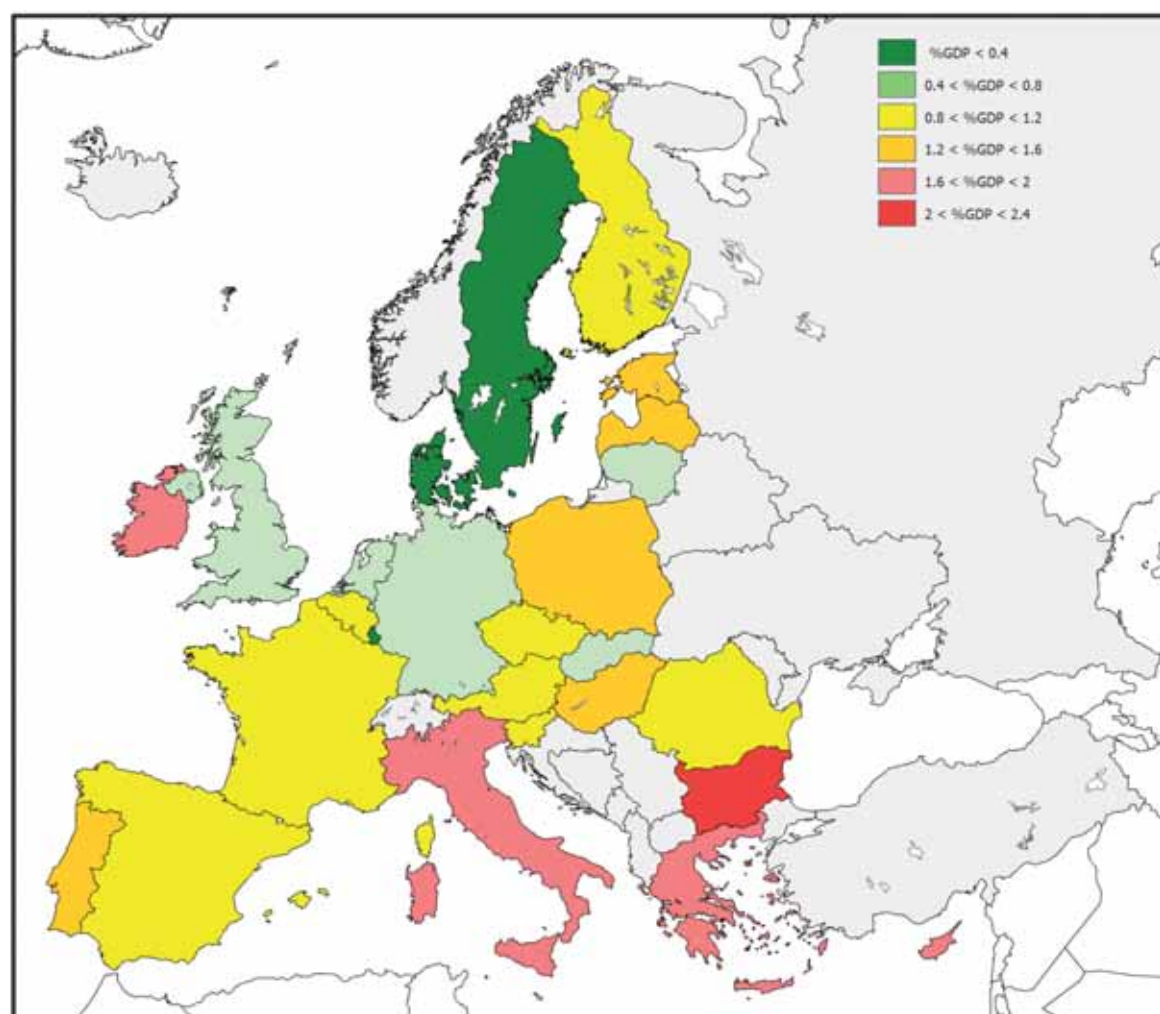 %GDP < 0.4
0.4 < %GDP < 0.8
0.8 < %GDP < 1.2
1.2 < %GDP < 1.6
1.6 < %GDP < 2
2 < %GDP < 2.4